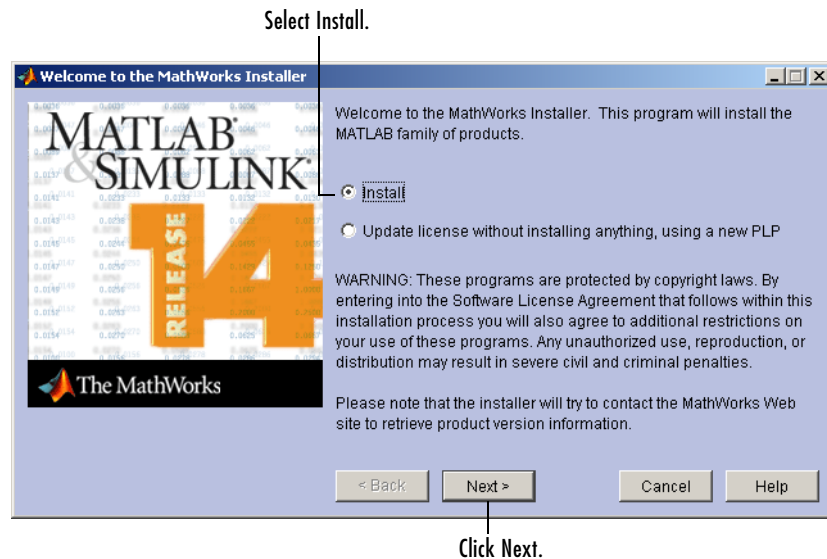 Select Install.
Welcome to the MathWorks Installer
MATLAB®
&SIMULINK®
RELEASE
14
The MathWorks
Welcome to the MathWorks Installer. This program will install the
MATLAB family of products.
Install
Update license without installing anything, using a new PLP
WARNING: These programs are protected by copyright laws. By
entering into the Software License Agreement that follows within this
installation process you will also agree to additional restrictions on
your use of these programs. Any unauthorized use, reproduction, or
distribution may result in severe civil and criminal penalties.
Please note that the installer will try to contact the MathWorks Web
site to retrieve product version information.
< Back
Next >
Cancel
Help
Click Next.